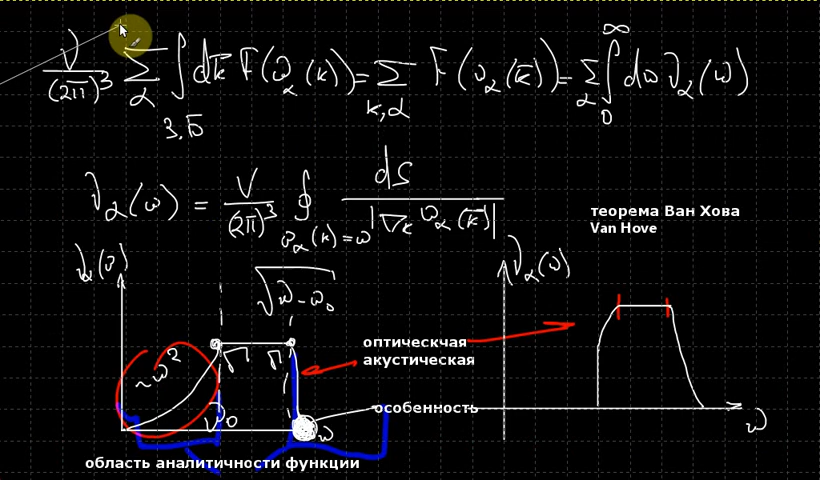 V/(2π)³ Σ_α ∫ dk̄ F(ω_α(k̄)) = Σ_{k,α} F(ω_α(k̄)) = Σ_α ∫_0^∞ dω ν_α(ω)
З.Б
ν_α(ω) = V/(2π)³ ∮_{ω_α(k)=ω} dS/|∇_k ω_α(k̄)|
теорема Ван Хова
Van Hove
ν_α(ω)
√ω-ω₀
ν_α(ω)
оптическчая
акустическая
~ω²
П П
особенность
ω
ω
область аналитичности функции